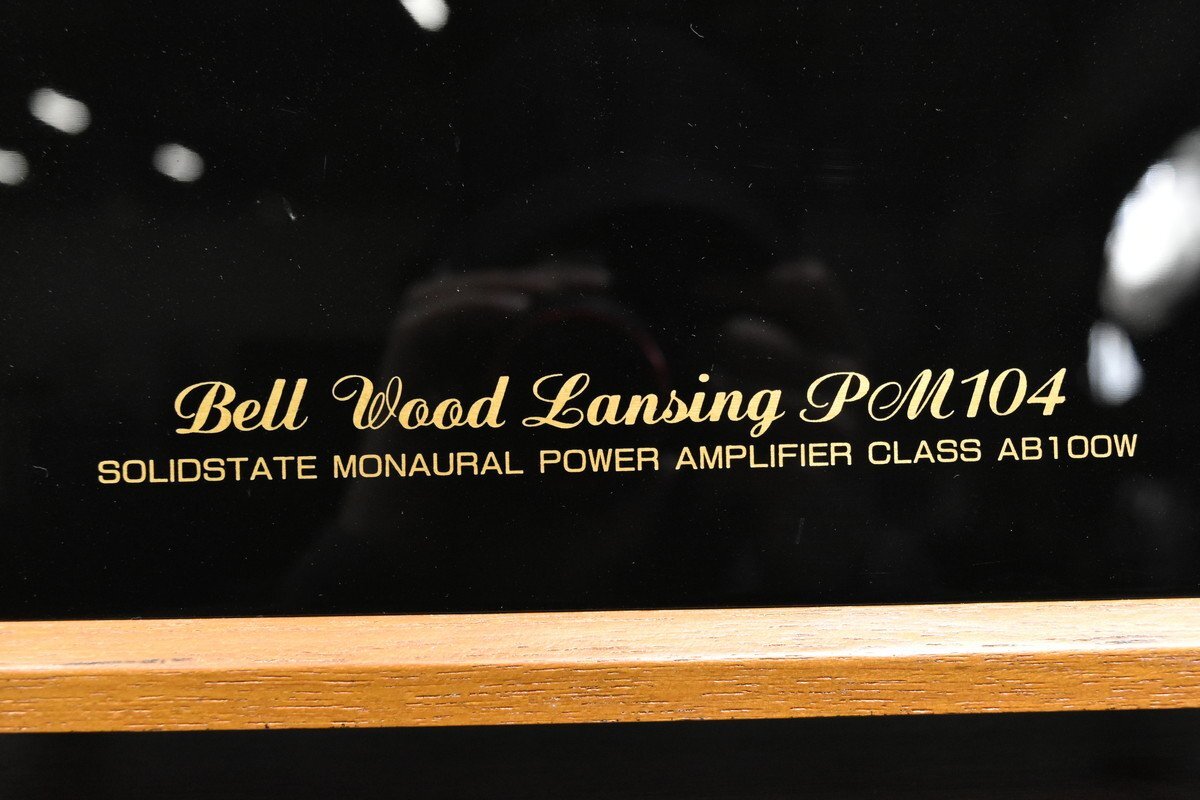 Bell Wood Lansing PM104
SOLIDSTATE MONAURAL POWER AMPLIFIER CLASS AB100W